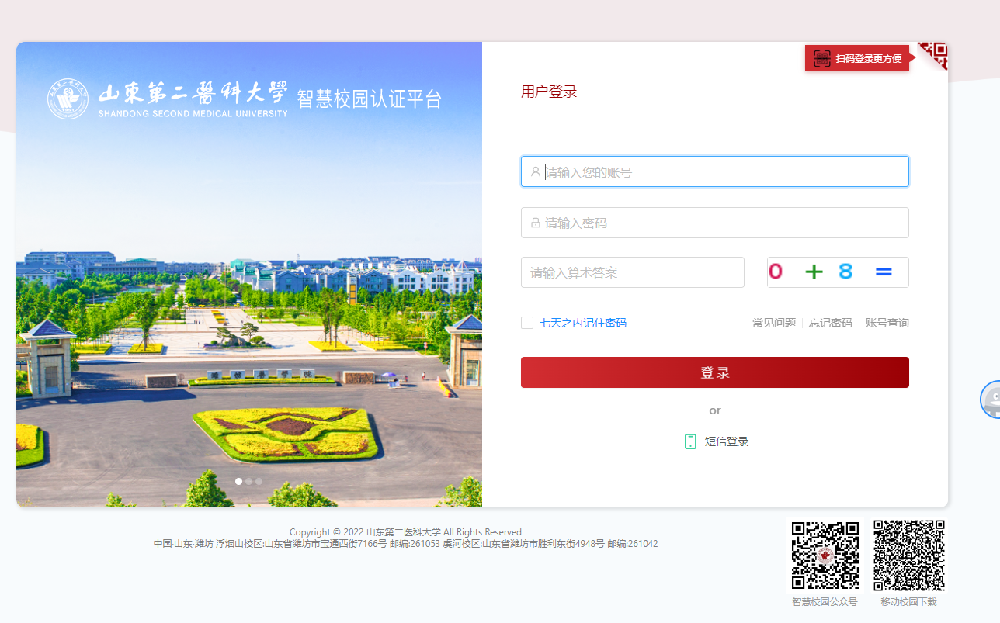 山東第二醫科大學 智慧校园认证平台
SHANDONG SECOND MEDICAL UNIVERSITY
扫码登录更方便
用户登录
请输入您的账号
请输入密码
请输入算术答案
0 + 8 =
七天之内记住密码
常见问题 忘记密码 账号查询
登录
or
短信登录
Copyright © 2022 山东第二医科大学 All Rights Reserved
中国·山东·潍坊 浮烟山校区:山东省潍坊市宝通西街7166号 邮编:261053 虞河校区:山东省潍坊市胜利东街4948号 邮编:261042
智慧校园公众号
移动校园下载